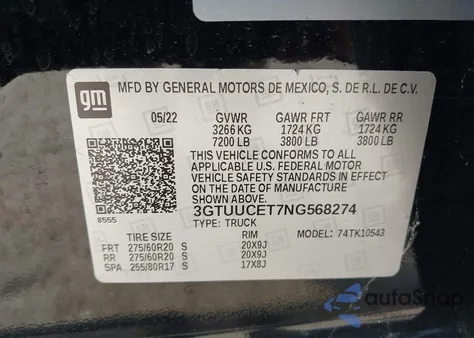 gm
MFD BY GENERAL MOTORS DE MEXICO, S. DE R.L. DE C.V.
05/22 GVWR GAWR FRT GAWR RR
3266 KG 1724 KG 1724 KG
7200 LB 3800 LB 3800 LB
THIS VEHICLE CONFORMS TO ALL
APPLICABLE U.S. FEDERAL MOTOR
VEHICLE SAFETY STANDARDS IN
EFFECT ON THE DATE OF MANUFACTURE
SHOWN ABOVE.
3GTUUCET7NG568274
8555 TYPE: TRUCK MODEL: 74TK10543
TIRE SIZE RIM
FRT 275/60R20 S 20X9J
RR 275/60R20 S 20X9J
SPA 255/80R17 S 17X8J
autoSnap